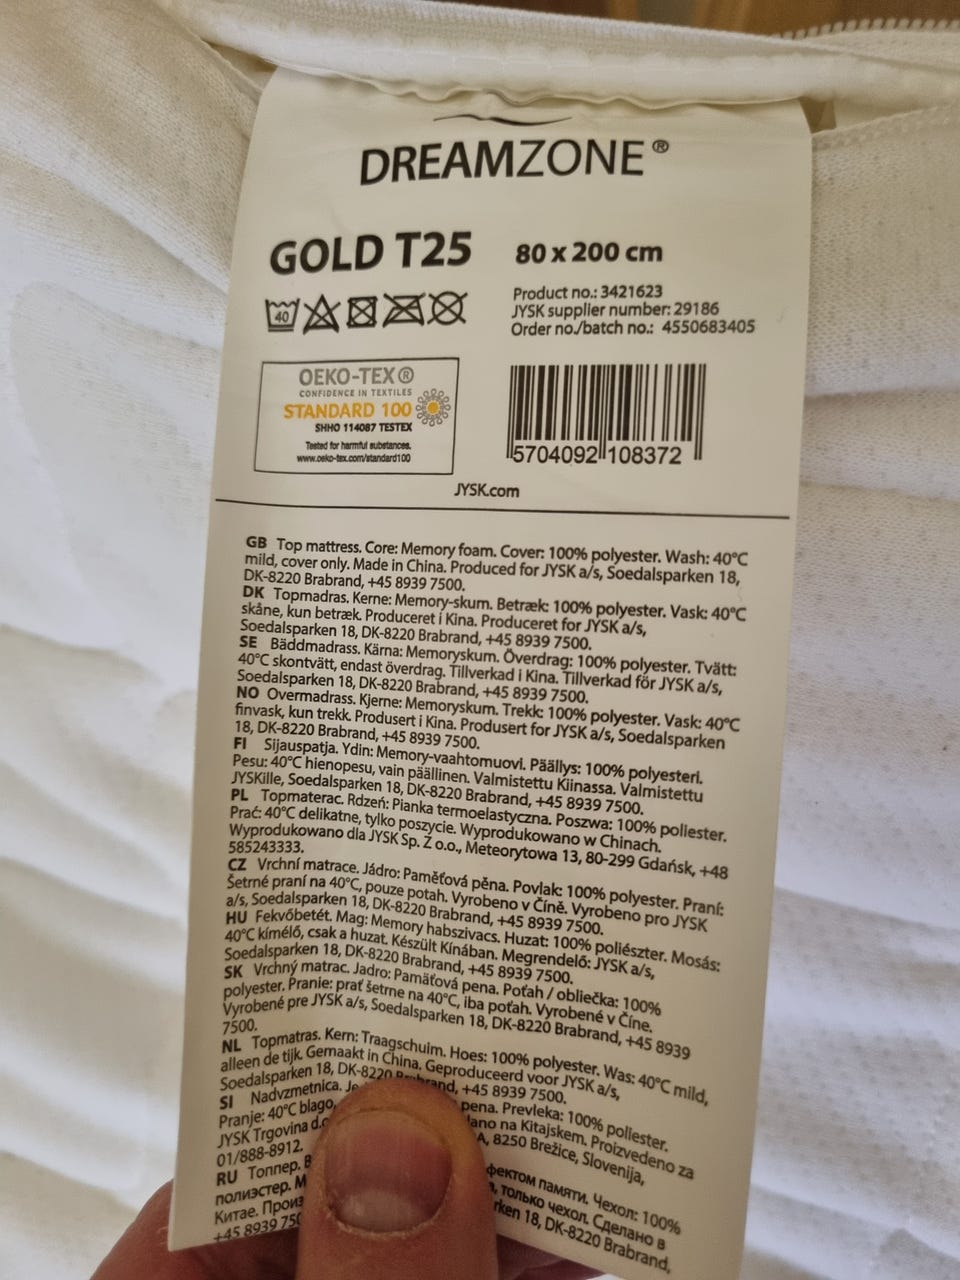 DREAMZONE®
GOLD T25
80 x 200 cm
40
Product no.: 3421623
JYSK supplier number: 29186
Order no./batch no.: 4550683405
OEKO-TEX®
CONFIDENCE IN TEXTILES
STANDARD 100
SHHO 114087 TESTEX
Tested for harmful substances.
www.oeko-tex.com/standard100
5704092 108372
JYSK.com
GB Top mattress. Core: Memory foam. Cover: 100% polyester. Wash: 40°C
mild, cover only. Made in China. Produced for JYSK a/s, Soedalsparken 18,
DK-8220 Brabrand, +45 8939 7500.
DK Topmadras. Kerne: Memory-skum. Betræk: 100% polyester. Vask: 40°C
skåne, kun betræk. Produceret i Kina. Produceret for JYSK a/s,
Soedalsparken 18, DK-8220 Brabrand, +45 8939 7500.
SE Bäddmadrass. Kärna: Memoryskum. Överdrag: 100% polyester. Tvätt:
40°C skontvätt, endast överdrag. Tillverkad i Kina. Tillverkad för JYSK a/s,
Soedalsparken 18, DK-8220 Brabrand, +45 8939 7500.
NO Overmadrass. Kjerne: Memoryskum. Trekk: 100% polyester. Vask: 40°C
finvask, kun trekk. Produsert i Kina. Produsert for JYSK a/s, Soedalsparken
18, DK-8220 Brabrand, +45 8939 7500.
FI Sijauspatja. Ydin: Memory-vaahtomuovi. Päällys: 100% polyesteri.
Pesu: 40°C hienopesu, vain päällinen. Valmistettu Kiinassa. Valmistettu
JYSKille, Soedalsparken 18, DK-8220 Brabrand, +45 8939 7500.
PL Topmaterac. Rdzeń: Pianka termoelastyczna. Poszwa: 100% poliester.
Prać: 40°C delikatne, tylko poszycie. Wyprodukowano w Chinach.
Wyprodukowano dla JYSK Sp. Z o.o., Meteorytowa 13, 80-299 Gdańsk, +48
585243333.
CZ Vrchní matrace. Jádro: Paměťová pěna. Povlak: 100% polyester. Praní:
Šetrné praní na 40°C, pouze potah. Vyrobeno v Číně. Vyrobeno pro JYSK
a/s, Soedalsparken 18, DK-8220 Brabrand, +45 8939 7500.
HU Fekvőbetét. Mag: Memory habszivacs. Huzat: 100% poliészter. Mosás:
40°C kímélő, csak a huzat. Készült Kínában. Megrendelő: JYSK a/s,
Soedalsparken 18, DK-8220 Brabrand, +45 8939 7500.
SK Vrchný matrac. Jadro: Pamäťová pena. Poťah / obliečka: 100%
polyester. Pranie: prať šetrne na 40°C, iba poťah. Vyrobené v Číne.
Vyrobené pre JYSK a/s, Soedalsparken 18, DK-8220 Brabrand, +45 8939
7500.
NL Topmatras. Kern: Traagschuim. Hoes: 100% polyester. Was: 40°C mild,
alleen de tijk. Gemaakt in China. Geproduceerd voor JYSK a/s,
Soedalsparken 18, DK-8220 Brabrand, +45 8939 7500.
SI Nadvzmetnica. pena. Prevleka: 100% poliester.
Pranje: 40°C blago, na Kitajskem. Proizvedeno za
JYSK Trgovina d.o 8250 Brežice, Slovenija,
01/888-8912.
RU Топпер. памяти. Чехол: 100%
полиэстер. только чехол. Сделано в
Китае. 18, DK-8220 Brabrand,
+45 8939